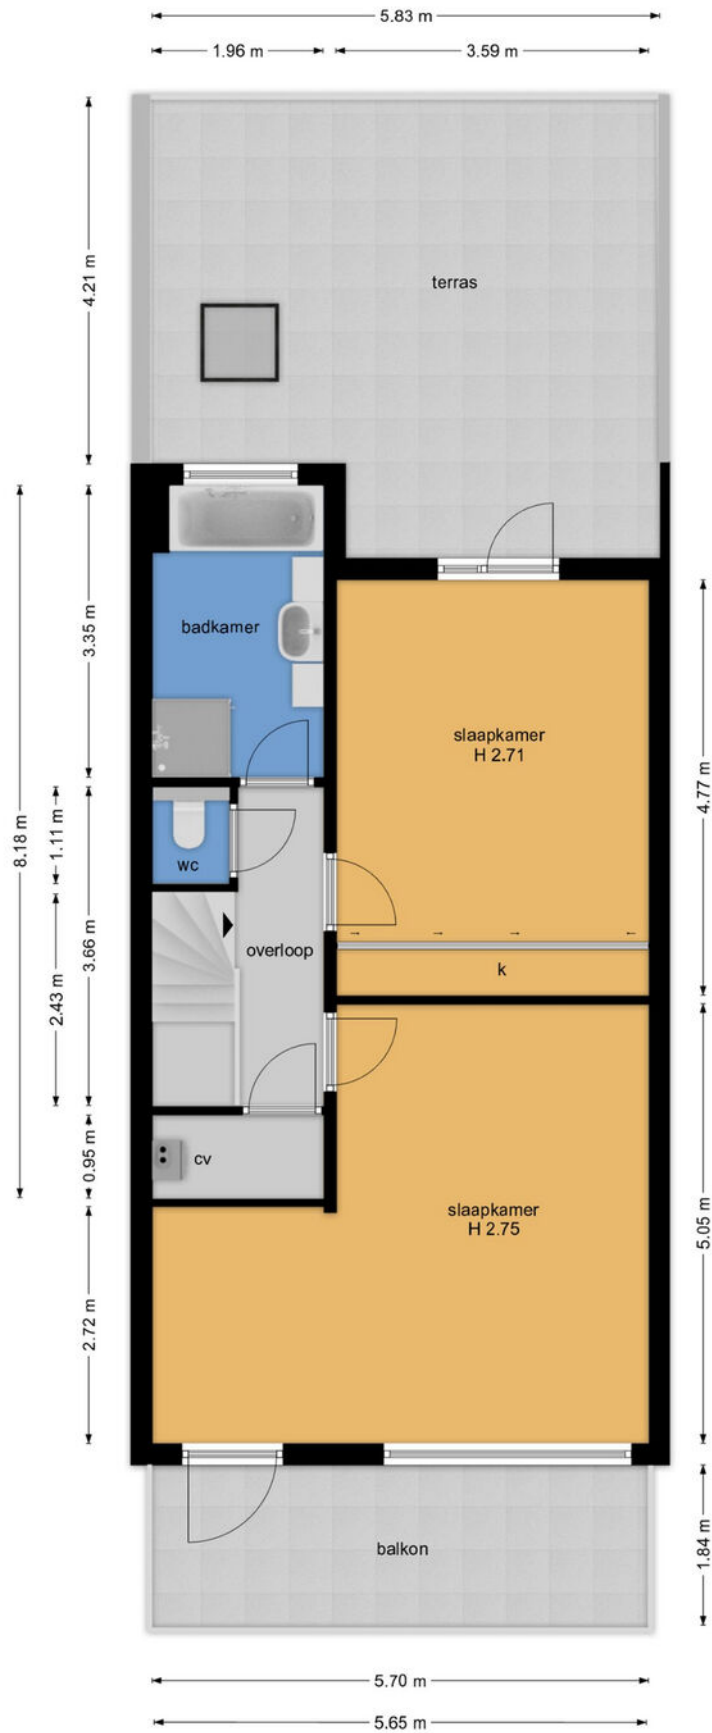 5.83 m
1.96 m
3.59 m
4.21 m
terras
8.18 m
3.35 m
badkamer
slaapkamer
H 2.71
4.77 m
1.11 m
wc
3.66 m
2.43 m
overloop
k
0.95 m
cv
slaapkamer
H 2.75
5.05 m
2.72 m
balkon
1.84 m
5.70 m
5.65 m